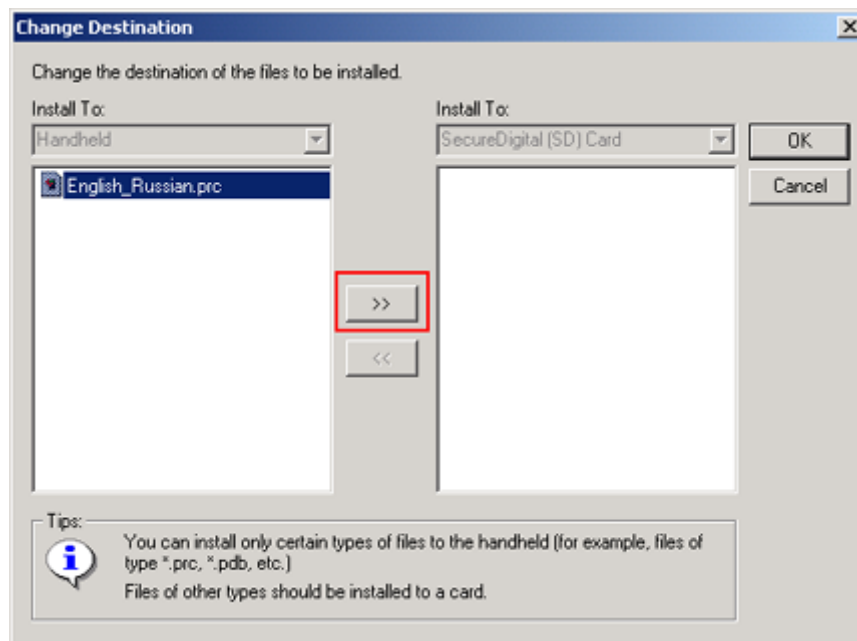 Change Destination
Change the destination of the files to be installed.
Install To:
Install To:
Handheld
SecureDigital (SD) Card
OK
English_Russian.prc
Cancel
>>
<<
Tips:
You can install only certain types of files to the handheld (for example, files of
type *.prc, *.pdb, etc.)
Files of other types should be installed to a card.